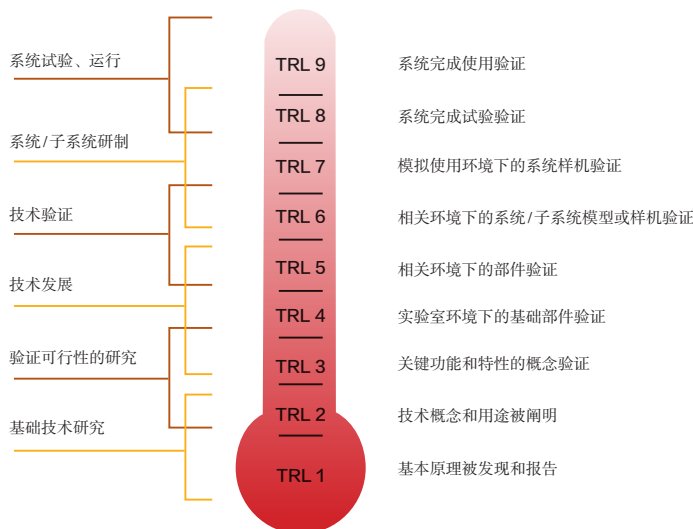 系统试验、运行
系统/子系统研制
技术验证
技术发展
验证可行性的研究
基础技术研究
TRL 9
TRL 8
TRL 7
TRL 6
TRL 5
TRL 4
TRL 3
TRL 2
TRL 1
系统完成使用验证
系统完成试验验证
模拟使用环境下的系统样机验证
相关环境下的系统/子系统模型或样机验证
相关环境下的部件验证
实验室环境下的基础部件验证
关键功能和特性的概念验证
技术概念和用途被阐明
基本原理被发现和报告